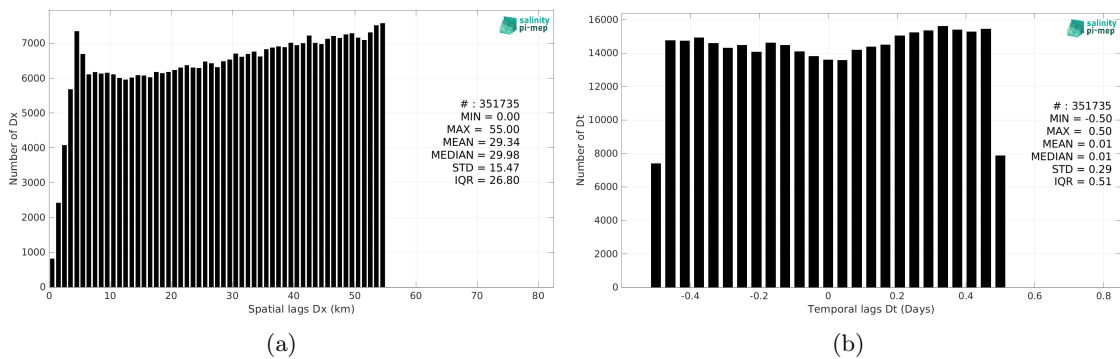 salinity
pi-mep
7000
6000
5000
4000
3000
2000
1000
0
Number of Dx
# : 351735
MIN = 0.00
MAX = 55.00
MEAN = 29.34
MEDIAN = 29.98
STD = 15.47
IQR = 26.80
0 10 20 30 40 50 60 70 80
Spatial lags Dx (km)
(a)
salinity
pi-mep
16000
14000
12000
10000
8000
6000
4000
2000
0
Number of Dt
# : 351735
MIN = -0.50
MAX = 0.50
MEAN = 0.01
MEDIAN = 0.01
STD = 0.29
IQR = 0.51
-0.4 -0.2 0 0.2 0.4 0.6 0.8
Temporal lags Dt (Days)
(b)